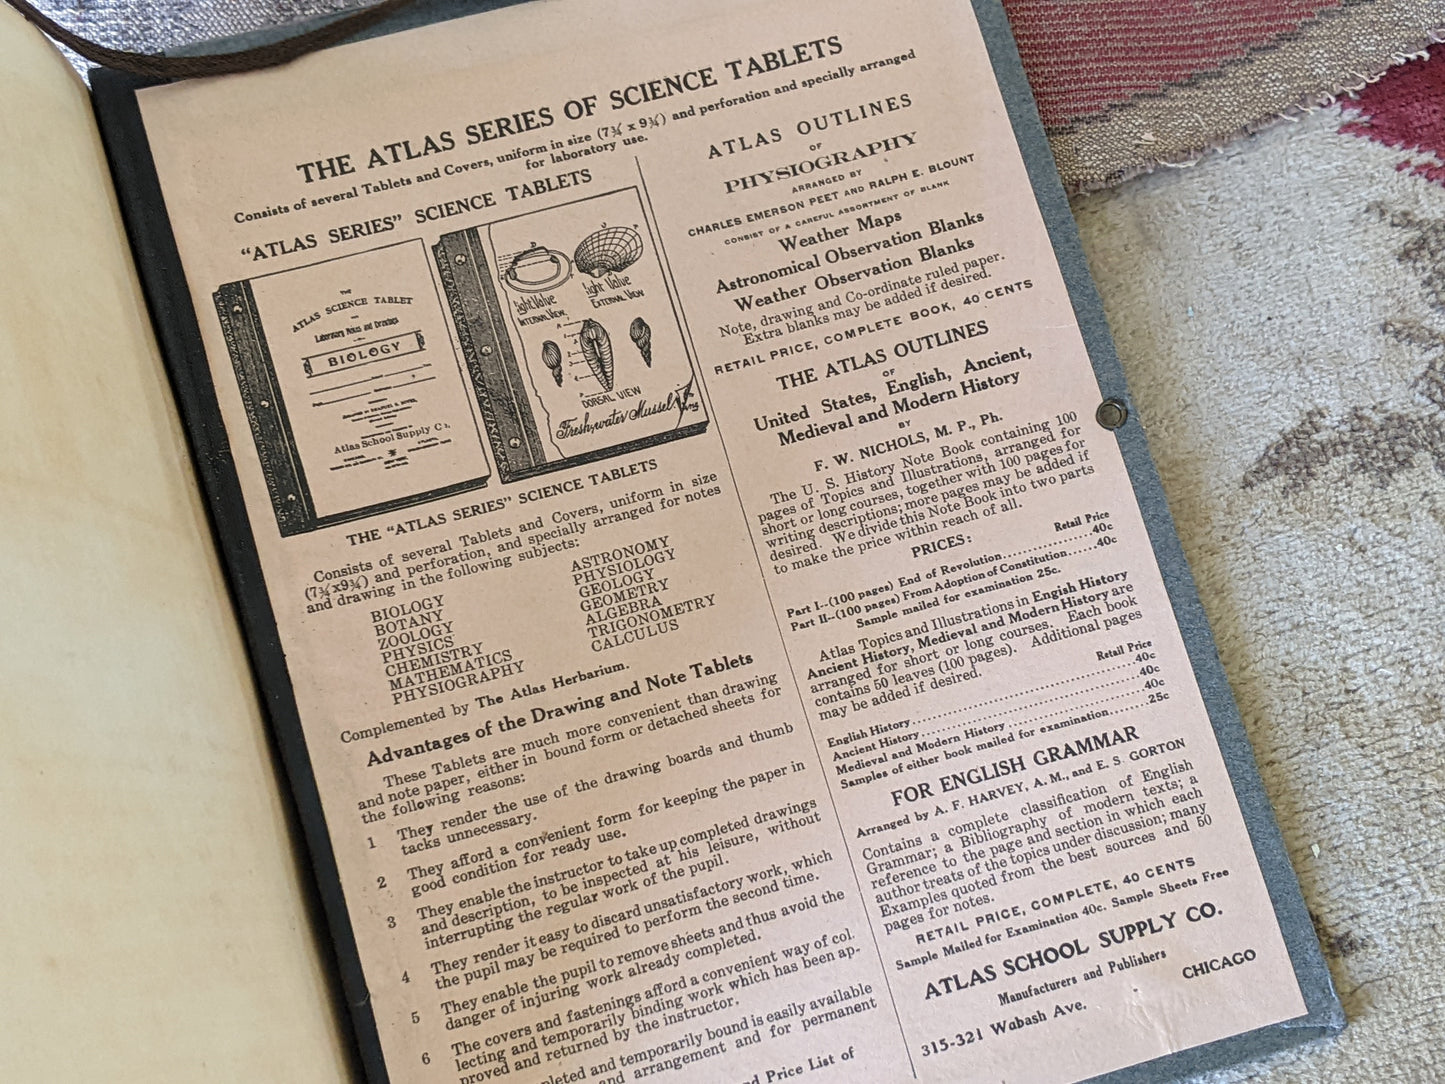 THE ATLAS SERIES OF SCIENCE TABLETS
Consists of several Tablets and Covers, uniform in size (7¾ x 9¾) and perforation and specially arranged
for laboratory use.
"ATLAS SERIES" SCIENCE TABLETS
THE
ATLAS SCIENCE TABLET
FOR
Laboratory Notes and Drawings
BIOLOGY
Atlas School Supply Co.
Right Valve
INTERNAL VIEW.
Right Valve
EXTERNAL VIEW
DORSAL VIEW
Freshwater Mussel.
THE "ATLAS SERIES" SCIENCE TABLETS
Consists of several Tablets and Covers, uniform in size
(7¾x9¾) and perforation, and specially arranged for notes
and drawing in the following subjects:
BIOLOGY
BOTANY
ZOOLOGY
PHYSICS
CHEMISTRY
MATHEMATICS
PHYSIOGRAPHY
ASTRONOMY
PHYSIOLOGY
GEOLOGY
GEOMETRY
ALGEBRA
TRIGONOMETRY
CALCULUS
Complemented by The Atlas Herbarium.
Advantages of the Drawing and Note Tablets
These Tablets are much more convenient than drawing
and note paper, either in bound form or detached sheets for
the following reasons:
1 They render the use of the drawing boards and thumb
tacks unnecessary.
2 They afford a convenient form for keeping the paper in
good condition for ready use.
3 They enable the instructor to take up completed drawings
and description, to be inspected at his leisure, without
interrupting the regular work of the pupil.
4 They render it easy to discard unsatisfactory work, which
the pupil may be required to perform the second time.
5 They enable the pupil to remove sheets and thus avoid the
danger of injuring work already completed.
6 The covers and fastenings afford a convenient way of col-
lecting and temporarily binding work which has been ap-
proved and returned by the instructor.
and temporarily bound is easily available
arrangement and for permanent
Price List of
ATLAS OUTLINES
OF
PHYSIOGRAPHY
ARRANGED BY
CHARLES EMERSON PEET AND RALPH E. BLOUNT
CONSIST OF A CAREFUL ASSORTMENT OF BLANK
Weather Maps
Astronomical Observation Blanks
Weather Observation Blanks
Note, drawing and Co-ordinate ruled paper.
Extra blanks may be added if desired.
RETAIL PRICE, COMPLETE BOOK, 40 CENTS
THE ATLAS OUTLINES
OF
United States, English, Ancient,
Medieval and Modern History
BY
F. W. NICHOLS, M. P., Ph.
The U. S. History Note Book containing 100
pages of Topics and Illustrations, arranged for
short or long courses, together with 100 pages for
writing descriptions; more pages may be added if
desired. We divide this Note Book into two parts
to make the price within reach of all.
PRICES:
Retail Price
Part I--(100 pages) End of Revolution...............40c
Part II--(100 pages) From Adoption of Constitution......40c
Sample mailed for examination 25c.
Atlas Topics and Illustrations in Engish History
Ancient History, Medieval and Modern History are
arranged for short or long courses. Each book
contains 50 leaves (100 pages). Additional pages
may be added if desired.
Retail Price
English History........................................40c
Ancient History........................................40c
Medieval and Modern History ...........................40c
Samples of either book mailed for examination.......25c
FOR ENGLISH GRAMMAR
Arranged by A. F. HARVEY, A. M., and E. S. GORTON
Contains a complete classification of English
Grammar; a Bibliography of modern texts; a
reference to the page and section in which each
author treats of the topics under discussion; many
Examples quoted from the best sources and 50
pages for notes.
RETAIL PRICE, COMPLETE, 40 CENTS
Sample Mailed for Examination 40c. Sample Sheets Free
ATLAS SCHOOL SUPPLY CO.
Manufacturers and Publishers
315-321 Wabash Ave. CHICAGO